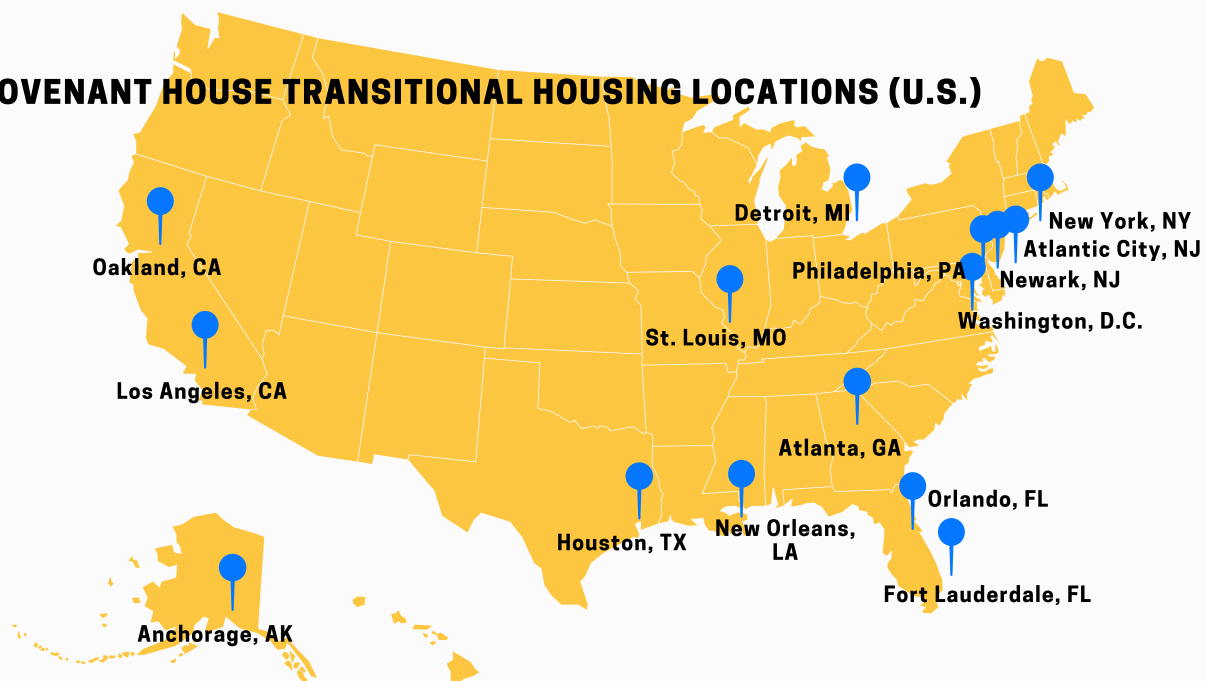 OVENANT HOUSE TRANSITIONAL HOUSING LOCATIONS (U.S.)
Detroit, MI
New York, NY
Atlantic City, NJ
Oakland, CA
Philadelphia, PA
Newark, NJ
Washington, D.C.
St. Louis, MO
Los Angeles, CA
Atlanta, GA
Orlando, FL
New Orleans,
LA
Houston, TX
Fort Lauderdale, FL
Anchorage, AK